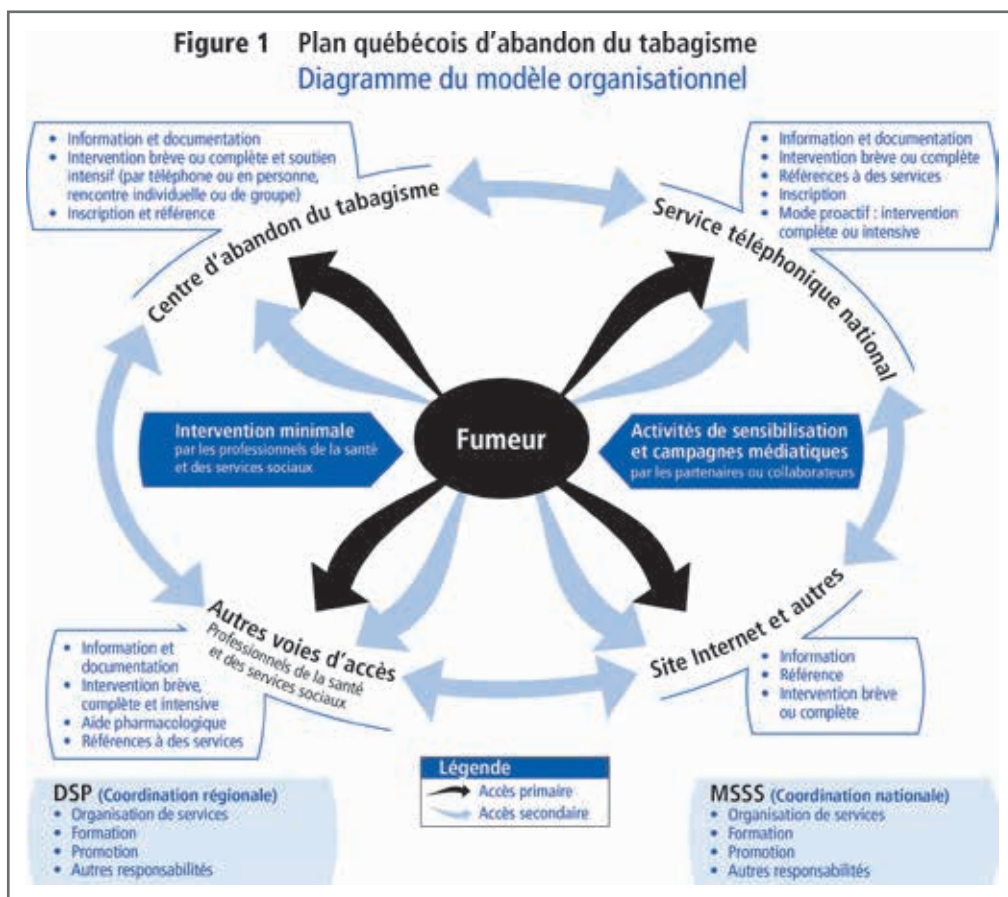 Figure 1 Plan québécois d'abandon du tabagisme
Diagramme du modèle organisationnel
• Information et documentation
• Intervention brève ou complète et soutien
intensif (par téléphone ou en personne,
rencontre individuelle ou de groupe)
• Inscription et référence
Centre d'abandon du tabagisme
• Information et documentation
• Intervention brève ou complète
• Références à des services
• Inscription
• Mode proactif : intervention
complète ou intensive
Service téléphonique national
Intervention minimale
par les professionnels de la santé
et des services sociaux
Fumeur
Activités de sensibilisation
et campagnes médiatiques
par les partenaires ou collaborateurs
Autres voies d'accès
Professionnels de la santé
et des services sociaux
• Information et
documentation
• Intervention brève,
complète et intensive
• Aide pharmacologique
• Références à des services
Site Internet et autres
• Information
• Référence
• Intervention brève
ou complète
Légende
Accès primaire
Accès secondaire
DSP (Coordination régionale)
• Organisation de services
• Formation
• Promotion
• Autres responsabilités
MSSS (Coordination nationale)
• Organisation de services
• Formation
• Promotion
• Autres responsabilités